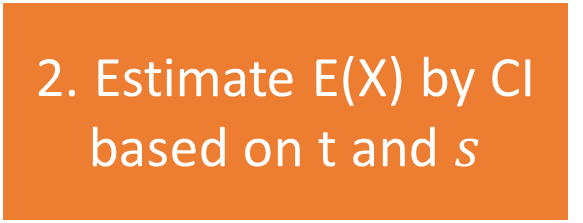 2. Estimate E(X) by CI
based on t and s